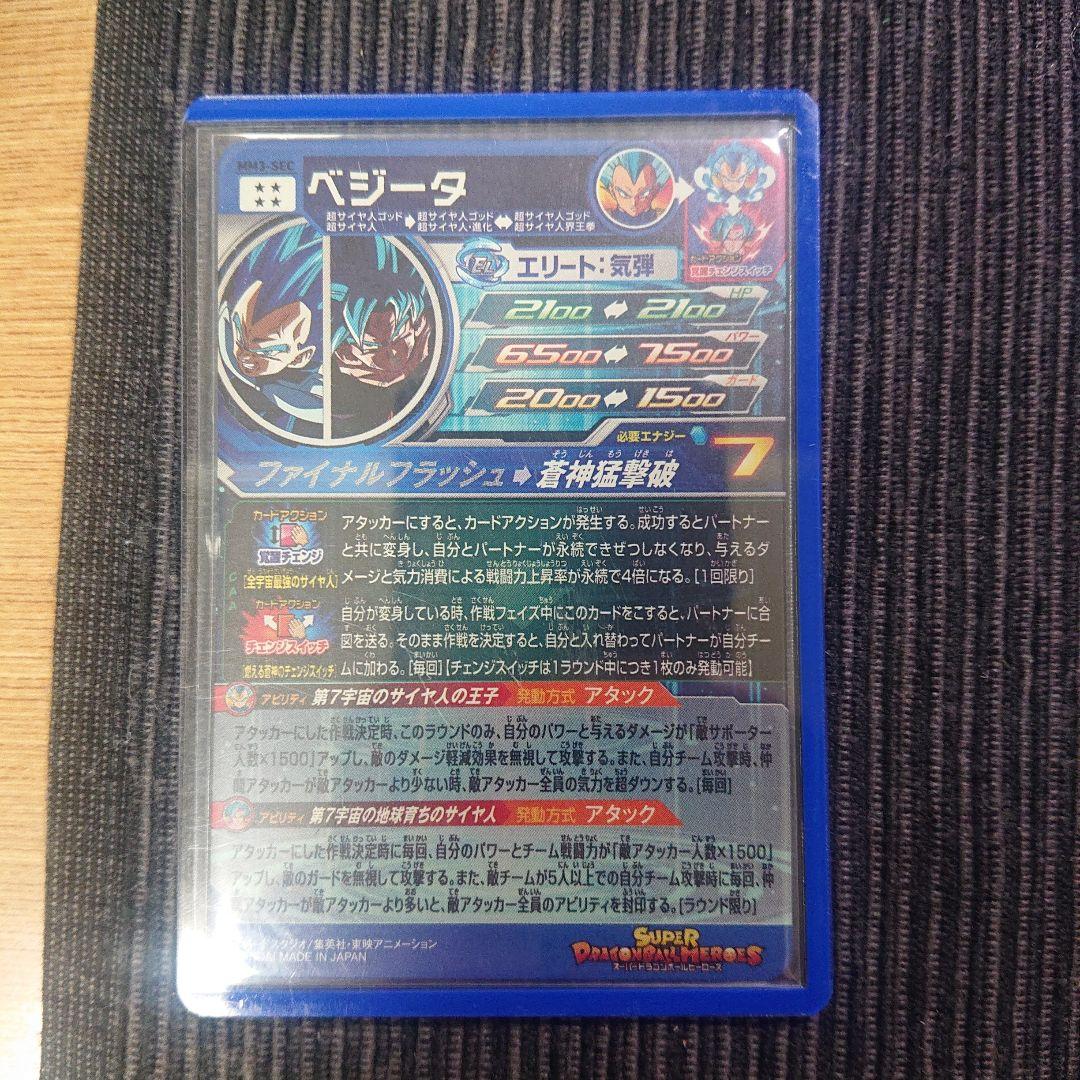 MM3-SEC
ベジータ
超サイヤ人ゴッド超サイヤ人 超サイヤ人ゴッド超サイヤ人・進化 超サイヤ人ゴッド超サイヤ人界王拳
カードアクション
覚醒チェンジスイッチ
エリート：気弾
HP
2100 ⇔ 2100
パワー
6500 ⇔ 7500
ガード
2000 ⇔ 1500
必要エナジー 7
ファイナルフラッシュ ➡ 蒼神猛撃破
カードアクション
覚醒チェンジ
[全宇宙最強のサイヤ人]
アタッカーにすると、カードアクションが発生する。成功するとパートナー
と共に変身し、自分とパートナーが永続できぜつしなくなり、与えるダ
メージと気力消費による戦闘力上昇率が永続で4倍になる。[1回限り]
CAA
カードアクション
チェンジスイッチ
[燃える蒼神のチェンジスイッチ]
自分が変身している時、作戦フェイズ中にこのカードをこすると、パートナーに合
図を送る。そのまま作戦を決定すると、自分と入れ替わってパートナーが自分チー
ムに加わる。[毎回]【チェンジスイッチは1ラウンド中につき1枚のみ発動可能】
アビリティ 第7宇宙のサイヤ人の王子 発動方式 アタック
アタッカーにした作戦決定時、このラウンドのみ、自分のパワーと与えるダメージが「敵サポーター
人数×1500」アップし、敵のダメージ軽減効果を無視して攻撃する。また、自分チーム攻撃時、仲
間アタッカーが敵アタッカーより少ない時、敵アタッカー全員の気力を超ダウンする。[毎回]
アビリティ 第7宇宙の地球育ちのサイヤ人 発動方式 アタック
アタッカーにした作戦決定時に毎回、自分のパワーとチーム戦闘力が「敵アタッカー人数×1500」
アップし、敵のガードを無視して攻撃する。また、敵チームが5人以上での自分チーム攻撃時に毎回、仲
間アタッカーが敵アタッカーより多いと、敵アタッカー全員のアビリティを封印する。[ラウンド限り]
スタジオ/集英社・東映アニメーション
MADE IN JAPAN
SUPER
DRAGONBALL HEROES
スーパードラゴンボールヒーローズ